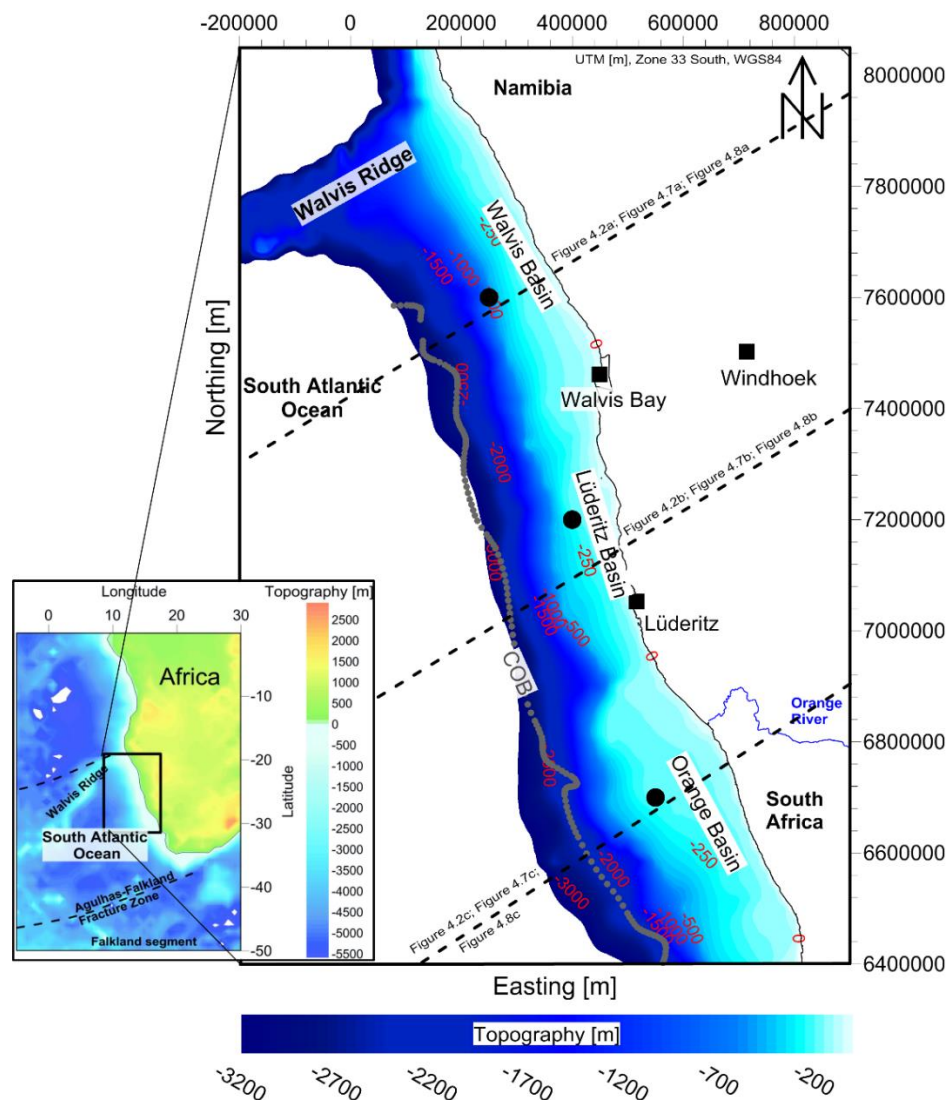 -200000 0 200000 400000 600000 800000
UTM [m], Zone 33 South, WGS84
Namibia
N
8000000
Walvis Ridge
7800000
Walvis Basin
-250
Figure 4.2a; Figure 4.7a; Figure 4.8a
-1500
-1000
7600000
Northing [m]
0
Windhoek
Walvis Bay
South Atlantic
Ocean
7400000
-2000
Figure 4.2b; Figure 4.7b; Figure 4.8b
Lüderitz Basin
7200000
-3000
-250
Lüderitz
-1000
-1500
-500
7000000
0
COB
Orange
River
6800000
Orange Basin
South
Africa
-250
6600000
-2000
-3000
Figure 4.2c; Figure 4.7c;
Figure 4.8c
-500
-1000
-1500
0
6400000
Easting [m]
Topography [m]
-3200 -2700 -2200 -1700 -1200 -700 -200
Longitude
0 10 20 30
Topography [m]
2500
2000
1500
1000
500
0
-500
-1000
-1500
-2000
-2500
-3000
-3500
-4000
-4500
-5000
-5500
Africa
-10
-20
-30
-40
-50
Latitude
Walvis Ridge
South Atlantic
Ocean
Agulhas-Falkland
Fracture Zone
Falkland segment